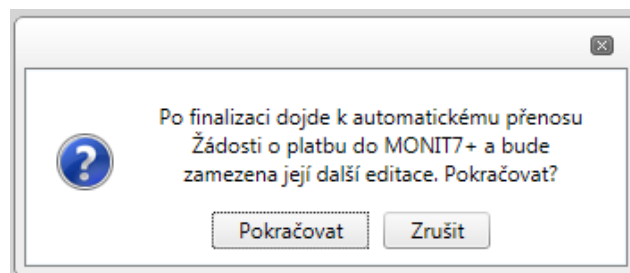 Po finalizaci dojde k automatickému přenosu
Žádosti o platbu do MONIT7+ a bude
zamezena její další editace. Pokračovat?
Pokračovat
Zrušit